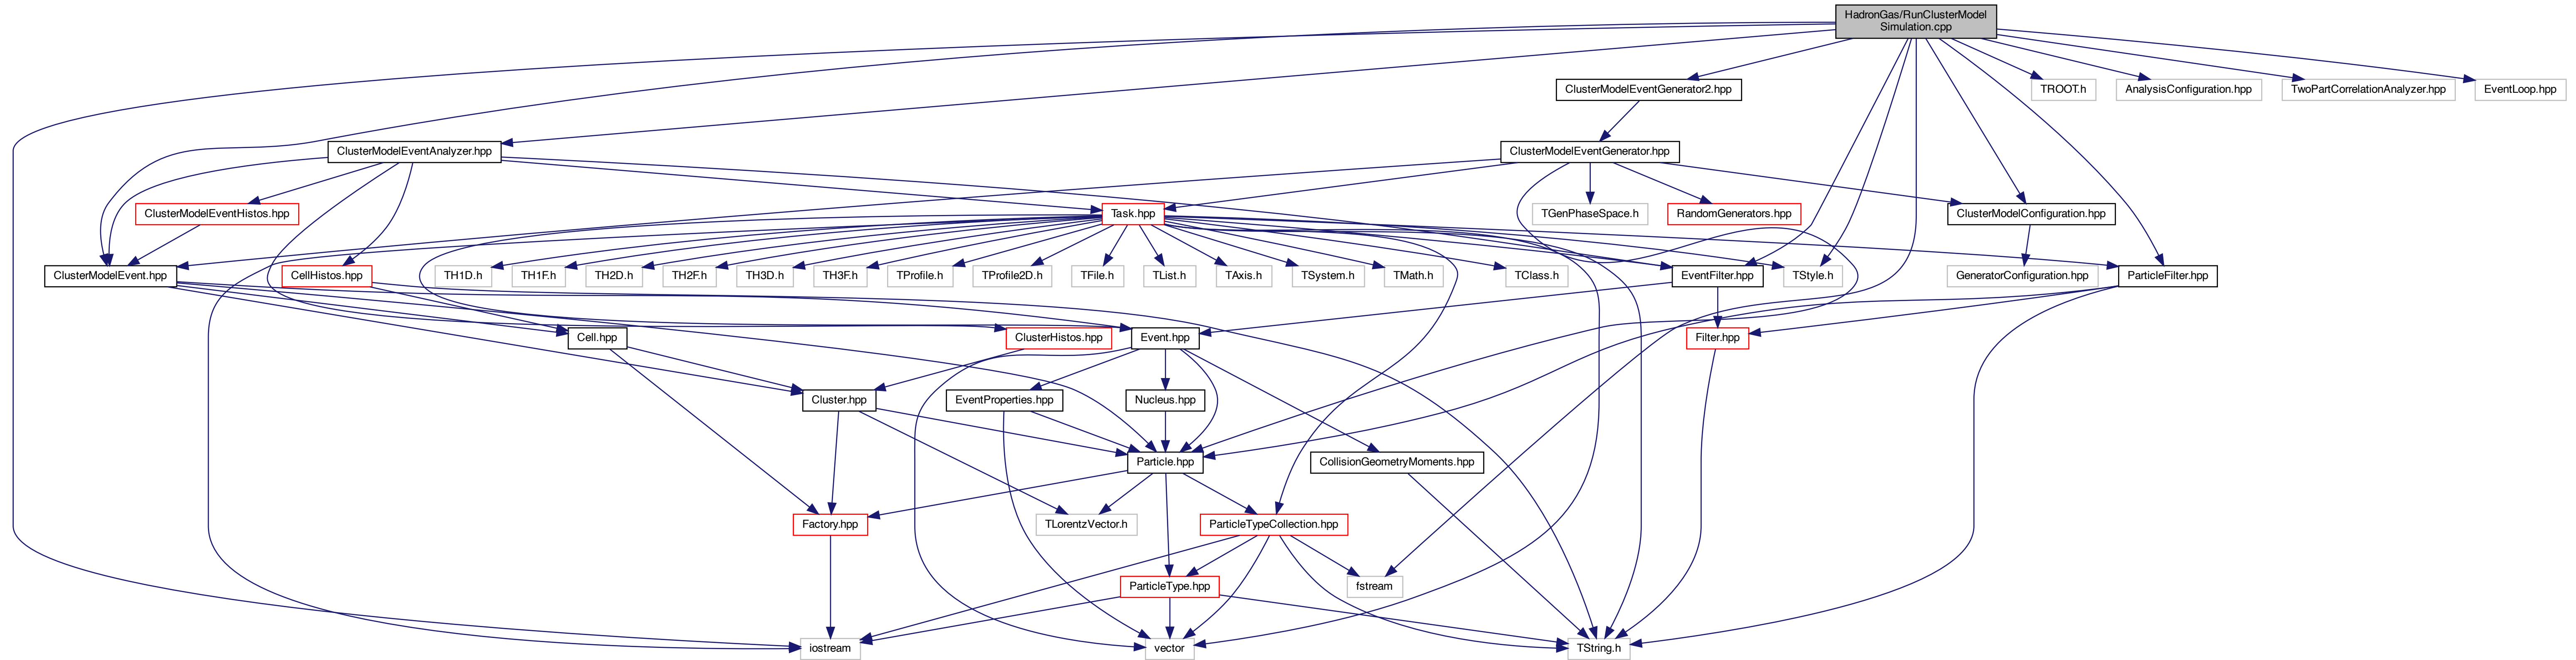 HadronGas/RunClusterModel
Simulation.cpp
ClusterModelEventGenerator2.hpp
TROOT.h
AnalysisConfiguration.hpp
TwoPartCorrelationAnalyzer.hpp
EventLoop.hpp
ClusterModelEventAnalyzer.hpp
ClusterModelEventGenerator.hpp
ClusterModelEventHistos.hpp
Task.hpp
TGenPhaseSpace.h
RandomGenerators.hpp
ClusterModelConfiguration.hpp
ClusterModelEvent.hpp
CellHistos.hpp
TH1D.h
TH1F.h
TH2D.h
TH2F.h
TH3D.h
TH3F.h
TProfile.h
TProfile2D.h
TFile.h
TList.h
TAxis.h
TSystem.h
TMath.h
TClass.h
EventFilter.hpp
TStyle.h
GeneratorConfiguration.hpp
ParticleFilter.hpp
Cell.hpp
ClusterHistos.hpp
Event.hpp
Filter.hpp
Cluster.hpp
EventProperties.hpp
Nucleus.hpp
Particle.hpp
CollisionGeometryMoments.hpp
Factory.hpp
TLorentzVector.h
ParticleTypeCollection.hpp
ParticleType.hpp
fstream
iostream
vector
TString.h